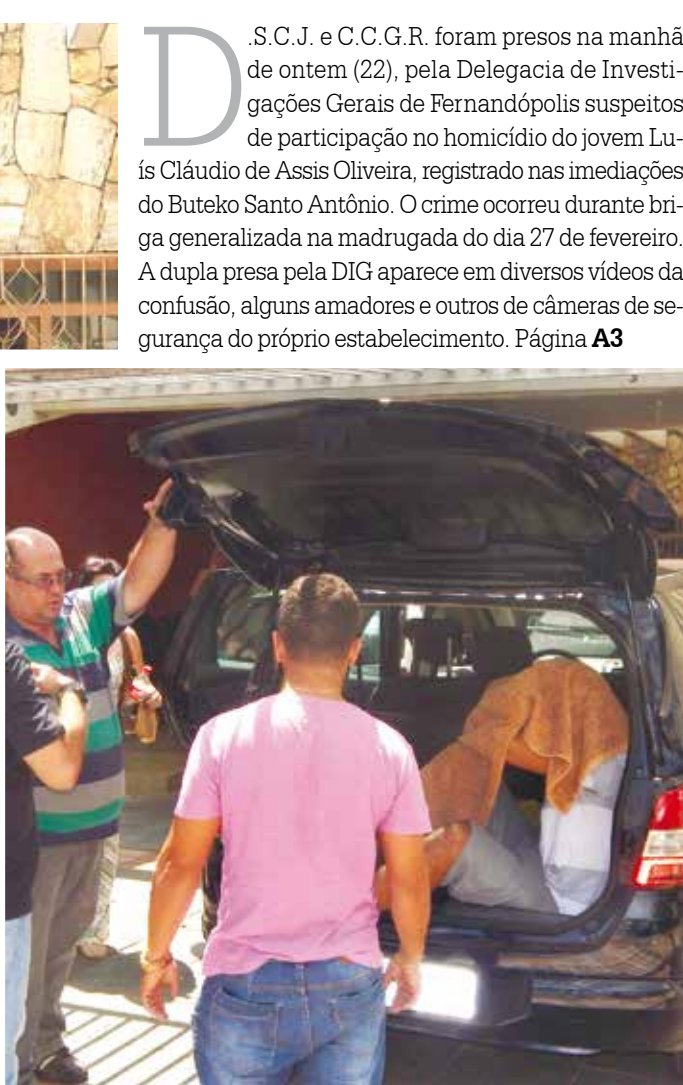 D.S.C.J. e C.C.G.R. foram presos na manhã
de ontem (22), pela Delegacia de Investi-
gações Gerais de Fernandópolis suspeitos
de participação no homicídio do jovem Lu-
ís Cláudio de Assis Oliveira, registrado nas imediações
do Buteko Santo Antônio. O crime ocorreu durante bri-
ga generalizada na madrugada do dia 27 de fevereiro.
A dupla presa pela DIG aparece em diversos vídeos da
confusão, alguns amadores e outros de câmeras de se-
gurança do próprio estabelecimento. Página A3